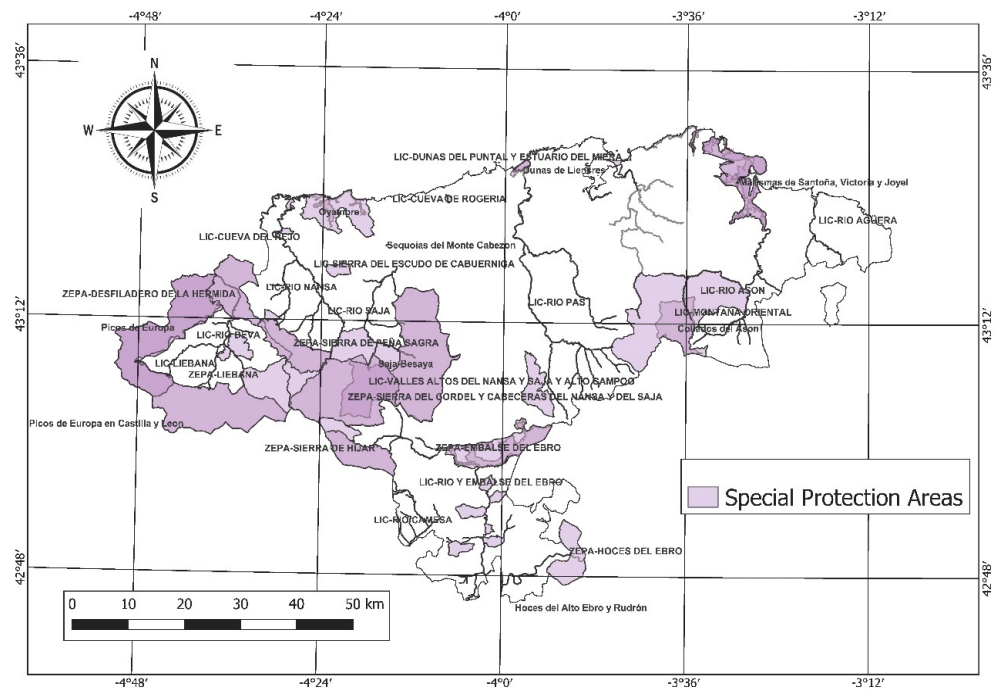 -4°48′ -4°24′ -4°0′ -3°36′ -3°12′
43°36′ 43°36′
N
W E
S
LIC-DUNAS DEL PUNTAL Y ESTUARIO DEL MIERA
Dunas de Liencres
Marismas de Santoña, Victoria y Joyel
LIC-CUEVA DE ROGERIA
Oyambre
LIC-RIO AGÜERA
LIC-CUEVA DEL REJO
Sequoias del Monte Cabezon
LIC-SIERRA DEL ESCUDO DE CABUERNIGA
LIC-RIO NANSA
LIC-RIO ASON
ZEPA-DESFILADERO DE LA HERMIDA
LIC-RIO PAS
LIC-RIO SAJA
LIC-MONTAÑA ORIENTAL
43°12′ 43°12′
Picos de Europa
Collados del Ason
LIC-RIO DEVA
ZEPA-SIERRA DE PEÑA SAGRA
LIC-LIEBANA
Saja-Besaya
ZEPA-LIEBANA
LIC-VALLES ALTOS DEL NANSA Y SAJA Y ALTO CAMPOO
ZEPA-SIERRA DEL CORDEL Y CABECERAS DEL NANSA Y DEL SAJA
Picos de Europa en Castilla y Leon
ZEPA-SIERRA DE HIJAR
ZEPA-EMBALSE DEL EBRO
LIC-RIO Y EMBALSE DEL EBRO
Special Protection Areas
LIC-RIO CAMESA
ZEPA-HOCES DEL EBRO
42°48′ 42°48′
Hoces del Alto Ebro y Rudrón
0 10 20 30 40 50 km
-4°48′ -4°24′ -4°0′ -3°36′ -3°12′